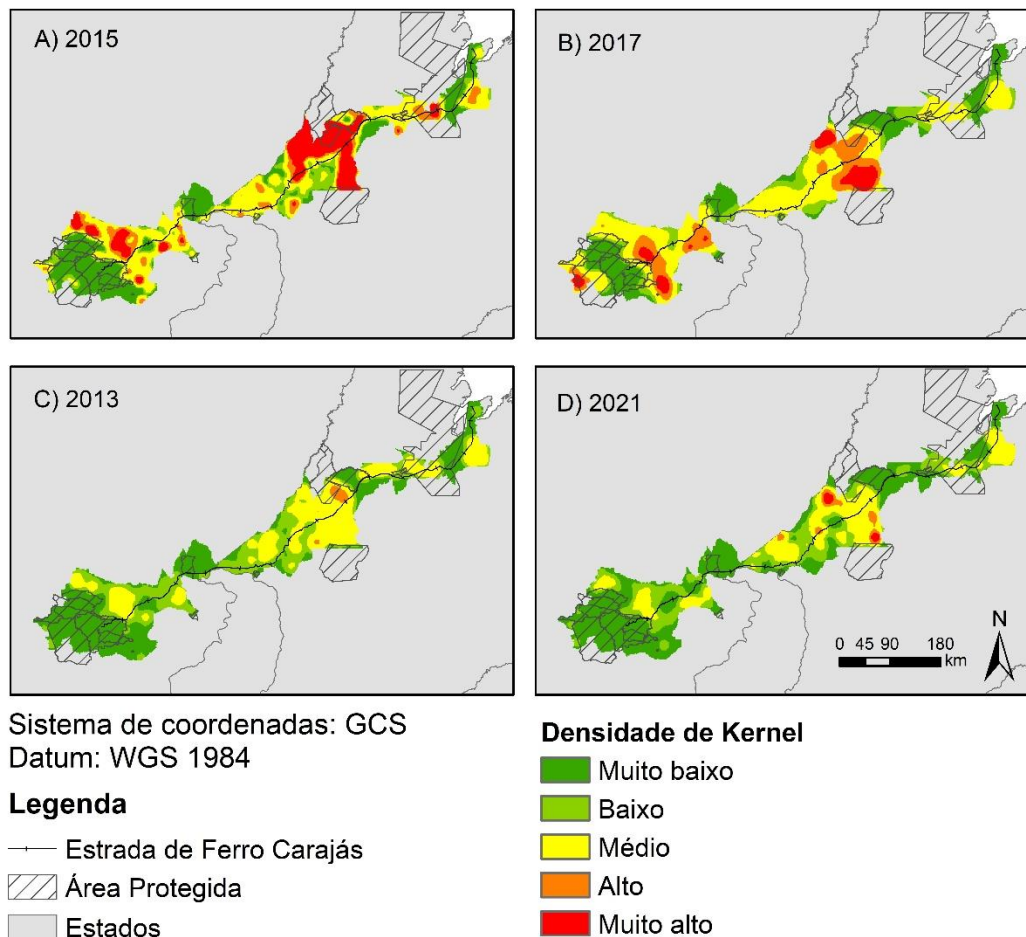 A) 2015
B) 2017
C) 2013
D) 2021
N
0 45 90 180
km
Sistema de coordenadas: GCS
Datum: WGS 1984
Legenda
Estrada de Ferro Carajás
Área Protegida
Estados
Densidade de Kernel
Muito baixo
Baixo
Médio
Alto
Muito alto